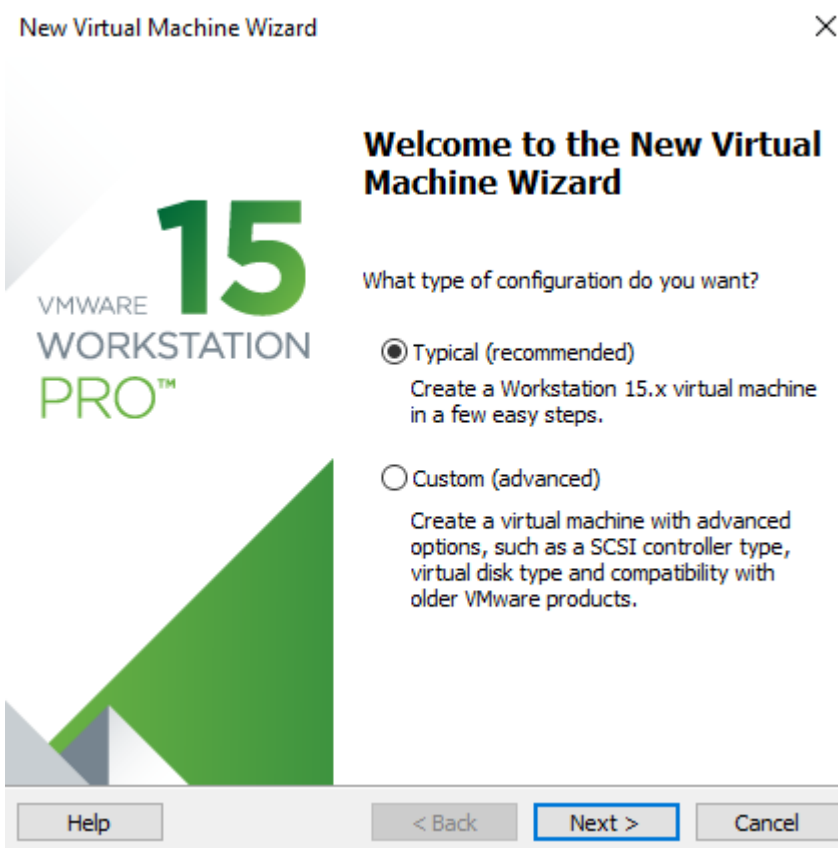 New Virtual Machine Wizard
Welcome to the New Virtual
Machine Wizard
15
VMWARE
WORKSTATION
PRO™
What type of configuration do you want?
Typical (recommended)
Create a Workstation 15.x virtual machine
in a few easy steps.
Custom (advanced)
Create a virtual machine with advanced
options, such as a SCSI controller type,
virtual disk type and compatibility with
older VMware products.
Help
< Back
Next >
Cancel